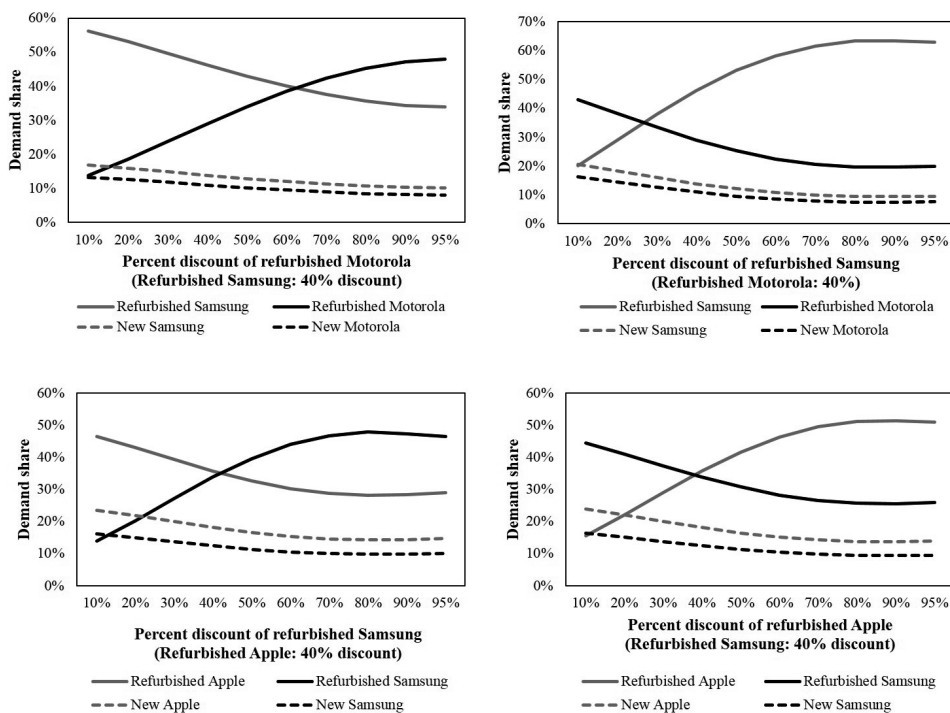 60%
50%
40%
30%
20%
10%
0%
Demand share
10% 20% 30% 40% 50% 60% 70% 80% 90% 95%
Percent discount of refurbished Motorola
(Refurbished Samsung: 40% discount)
Refurbished Samsung Refurbished Motorola
New Samsung New Motorola
70%
60%
50%
40%
30%
20%
10%
0%
Demand share
10% 20% 30% 40% 50% 60% 70% 80% 90% 95%
Percent discount of refurbished Samsung
(Refurbished Motorola: 40%)
Refurbished Samsung Refurbished Motorola
New Samsung New Motorola
60%
50%
40%
30%
20%
10%
0%
Demand share
10% 20% 30% 40% 50% 60% 70% 80% 90% 95%
Percent discount of refurbished Samsung
(Refurbished Apple: 40% discount)
Refurbished Apple Refurbished Samsung
New Apple New Samsung
60%
50%
40%
30%
20%
10%
0%
Demand share
10% 20% 30% 40% 50% 60% 70% 80% 90% 95%
Percent discount of refurbished Apple
(Refurbished Samsung: 40% discount)
Refurbished Apple Refurbished Samsung
New Apple New Samsung